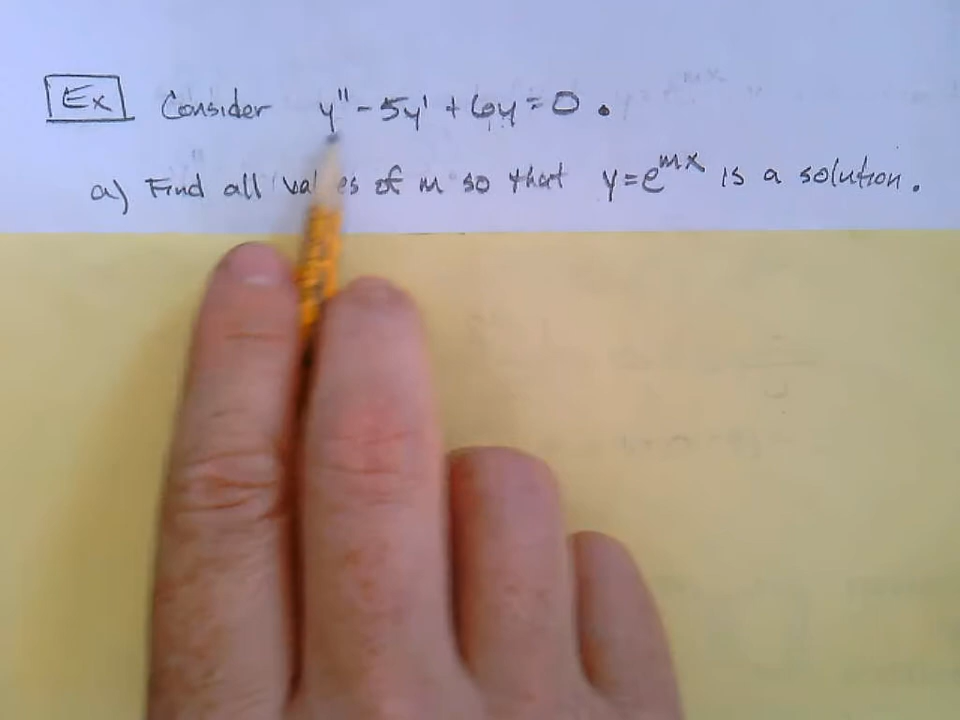 Ex Consider y'' - 5y' + 6y = 0 .
a) Find all values of m so that y=e^{mx} is a solution.